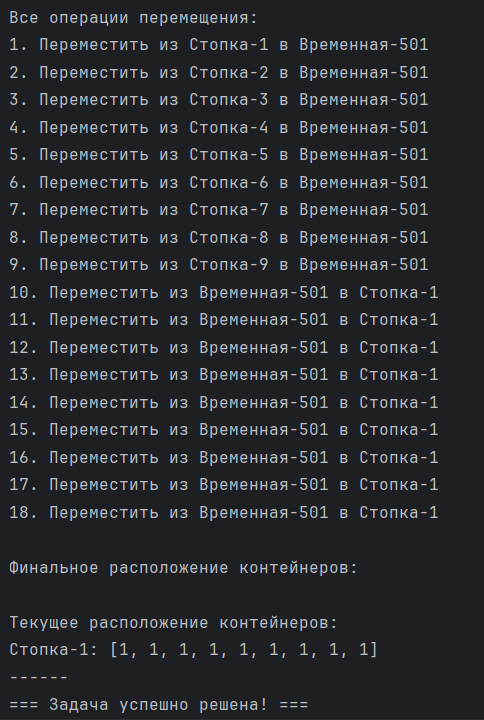 Все операции перемещения:
1. Переместить из Стопка-1 в Временная-501
2. Переместить из Стопка-2 в Временная-501
3. Переместить из Стопка-3 в Временная-501
4. Переместить из Стопка-4 в Временная-501
5. Переместить из Стопка-5 в Временная-501
6. Переместить из Стопка-6 в Временная-501
7. Переместить из Стопка-7 в Временная-501
8. Переместить из Стопка-8 в Временная-501
9. Переместить из Стопка-9 в Временная-501
10. Переместить из Временная-501 в Стопка-1
11. Переместить из Временная-501 в Стопка-1
12. Переместить из Временная-501 в Стопка-1
13. Переместить из Временная-501 в Стопка-1
14. Переместить из Временная-501 в Стопка-1
15. Переместить из Временная-501 в Стопка-1
16. Переместить из Временная-501 в Стопка-1
17. Переместить из Временная-501 в Стопка-1
18. Переместить из Временная-501 в Стопка-1
Финальное расположение контейнеров:
Текущее расположение контейнеров:
Стопка-1: [1, 1, 1, 1, 1, 1, 1, 1, 1]
------
=== Задача успешно решена! ===